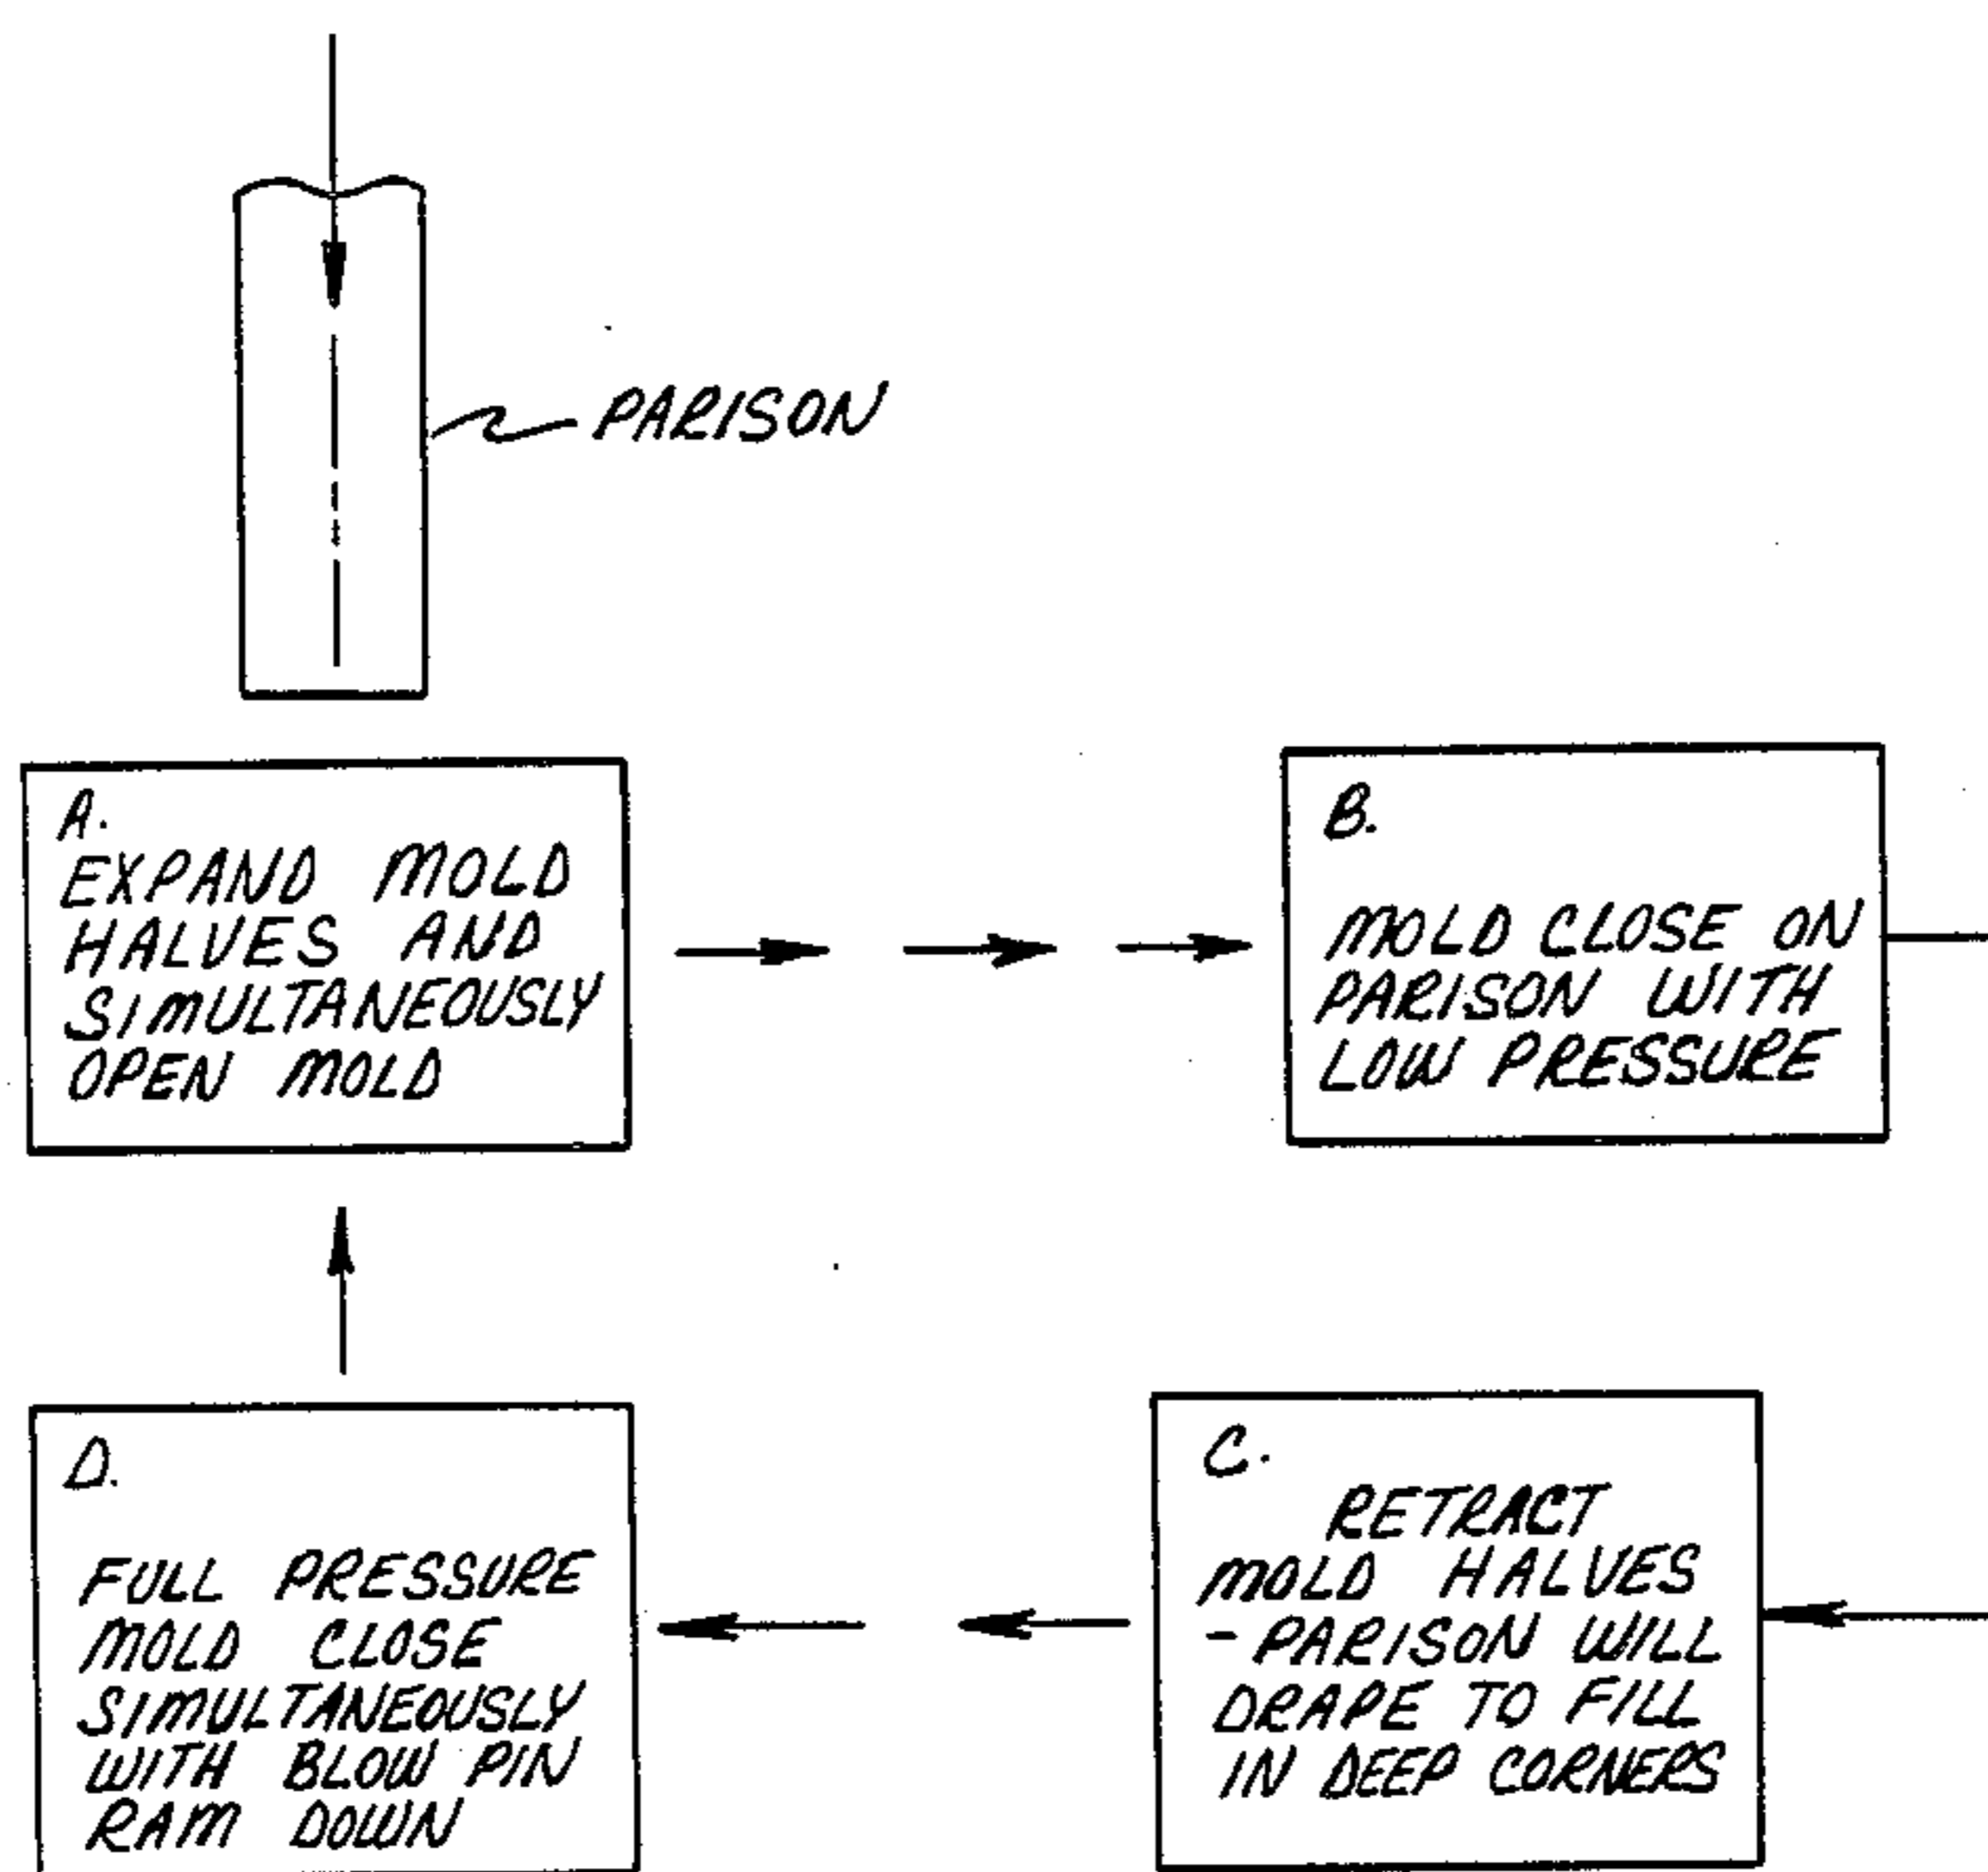 PARISON
A.
EXPAND MOLD
HALVES AND
SIMULTANEOUSLY
OPEN MOLD
B.
MOLD CLOSE ON
PARISON WITH
LOW PRESSURE
C.
RETRACT
MOLD HALVES
- PARISON WILL
DRAPE TO FILL
IN DEEP CORNERS
D.
FULL PRESSURE
MOLD CLOSE
SIMULTANEOUSLY
WITH BLOW PIN
RAM DOWN